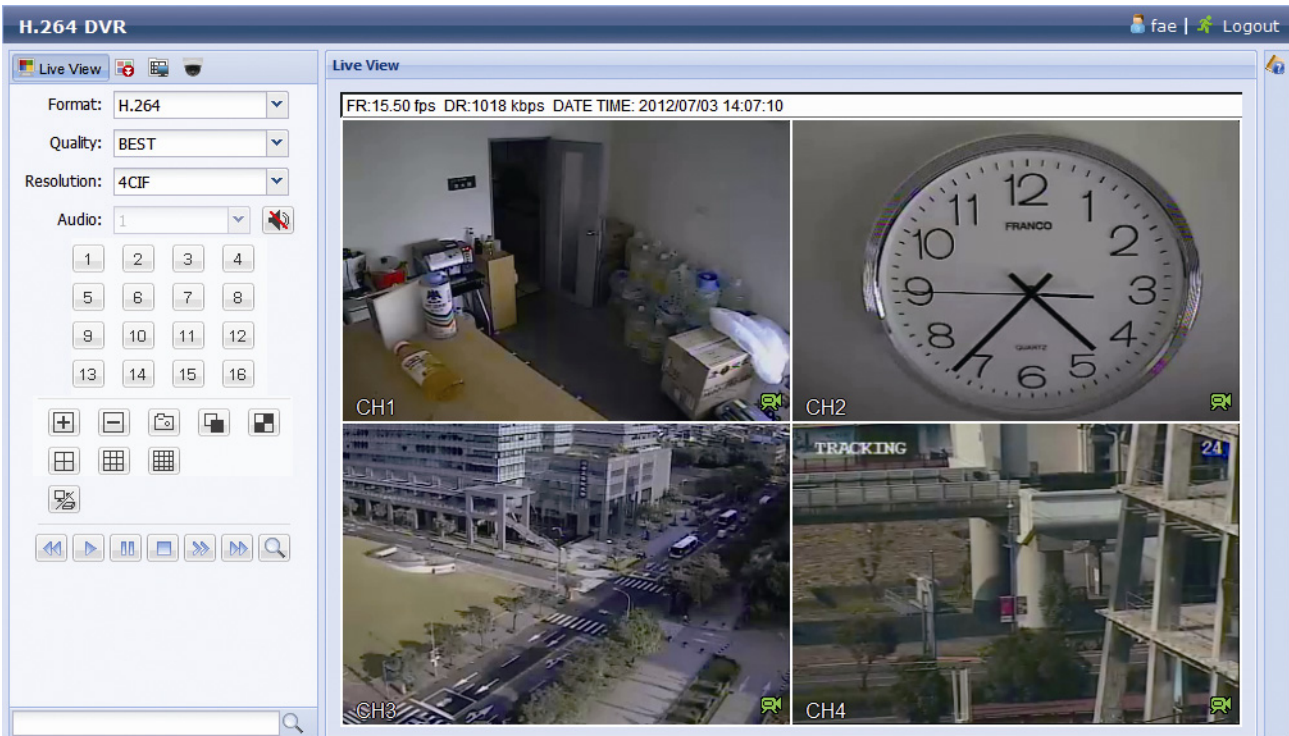 H.264 DVR
fae | Logout
Live View
Live View
Format: H.264
Quality: BEST
Resolution: 4CIF
Audio: 1
1 2 3 4
5 6 7 8
9 10 11 12
13 14 15 16
FR:15.50 fps DR:1018 kbps DATE TIME: 2012/07/03 14:07:10
CH1
12
11 1
FRANCO
10 2
9 3
8 4
QUARTZ
7 5
6
CH2
CH3
TRACKING 24
CH4